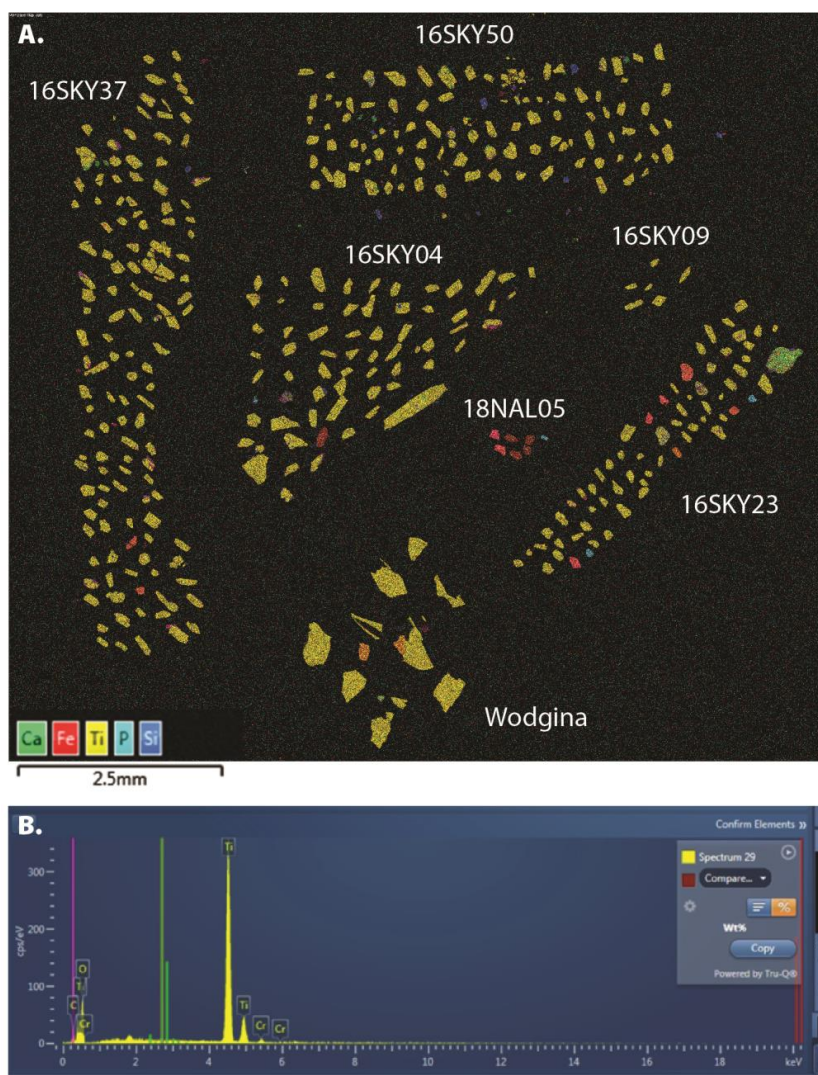 A.
16SKY50
16SKY37
16SKY04
16SKY09
18NAL05
16SKY23
Wodgina
Ca Fe Ti P Si
2.5mm
B.
Confirm Elements »
Spectrum 29
Compare...
%
Wt%
Copy
Powered by Tru-Q®
cps/eV
300
200
100
0
Ti
O
C
Cr
Ti
Cr
Cr
0 2 4 6 8 10 12 14 16 18 keV